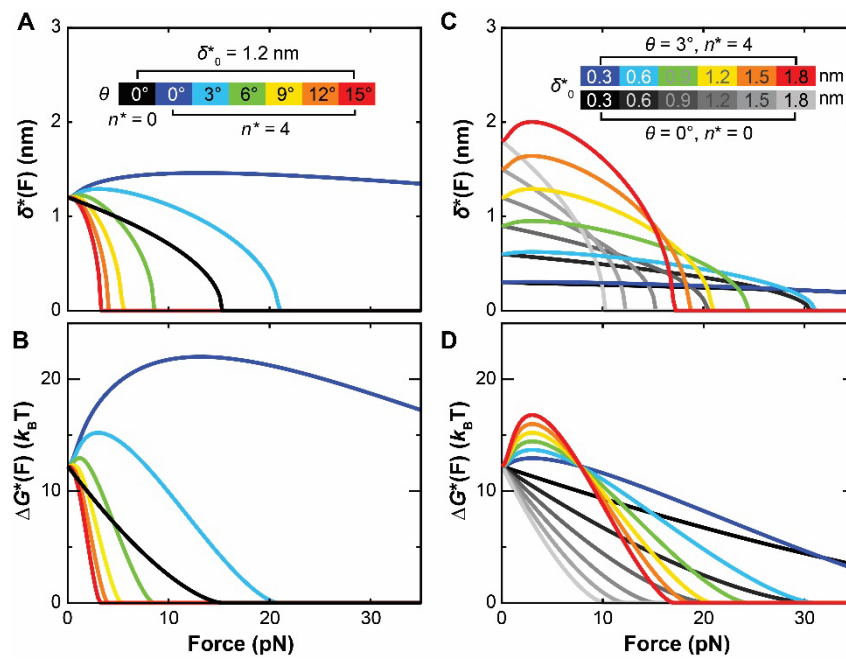 A
δ*₀ = 1.2 nm
θ 0° 0° 3° 6° 9° 12° 15°
n* = 0
n* = 4
3
2
1
0
δ*(F) (nm)
B
20
10
0
ΔG*(F) (k_BT)
0 10 20 30
Force (pN)
C
θ = 3°, n* = 4
δ*₀
0.3 0.6 0.9 1.2 1.5 1.8 nm
0.3 0.6 0.9 1.2 1.5 1.8 nm
θ = 0°, n* = 0
3
2
1
0
δ*(F) (nm)
D
20
10
0
ΔG*(F) (k_BT)
0 10 20 30
Force (pN)